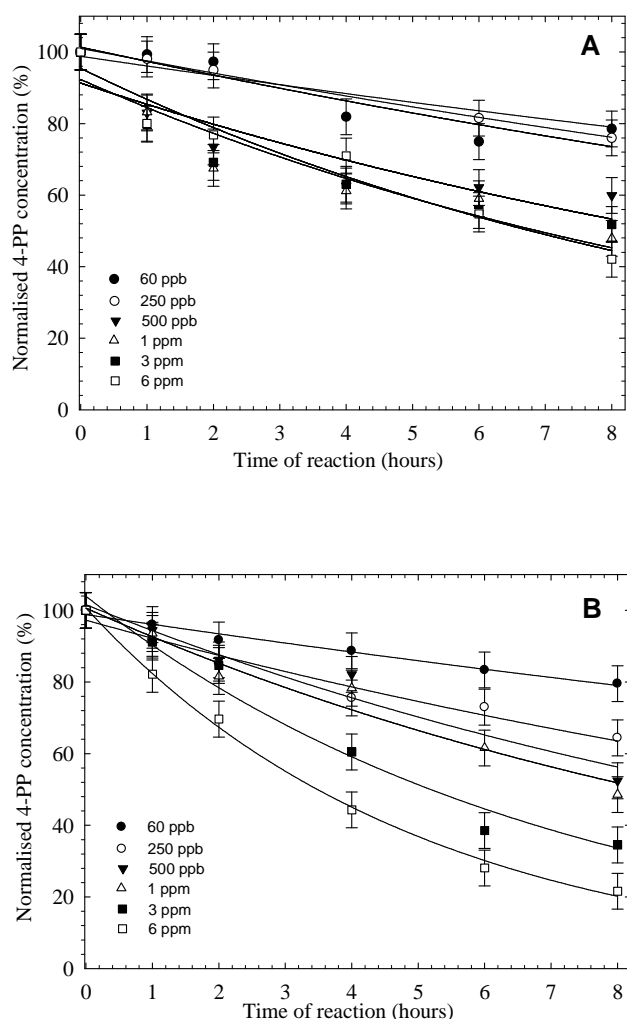 A
Normalised 4-PP concentration (%)
100
80
60
40
20
0
60 ppb
250 ppb
500 ppb
1 ppm
3 ppm
6 ppm
0 1 2 3 4 5 6 7 8
Time of reaction (hours)
B
Normalised 4-PP concentration (%)
100
80
60
40
20
0
60 ppb
250 ppb
500 ppb
1 ppm
3 ppm
6 ppm
0 1 2 3 4 5 6 7 8
Time of reaction (hours)